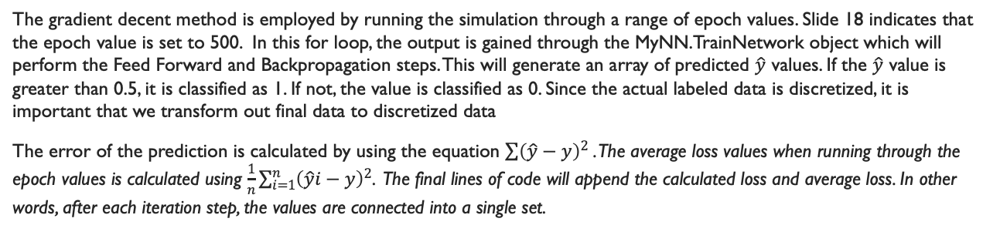 The gradient decent method is employed by running the simulation through a range of epoch values. Slide 18 indicates that
the epoch value is set to 500. In this for loop, the output is gained through the MyNN.TrainNetwork object which will
perform the Feed Forward and Backpropagation steps. This will generate an array of predicted ŷ values. If the ŷ value is
greater than 0.5, it is classified as 1. If not, the value is classified as 0. Since the actual labeled data is discretized, it is
important that we transform out final data to discretized data
The error of the prediction is calculated by using the equation ∑(ŷ − y)² . The average loss values when running through the
epoch values is calculated using 1/n ∑ⁿᵢ₌₁(ŷi − y)². The final lines of code will append the calculated loss and average loss. In other
words, after each iteration step, the values are connected into a single set.